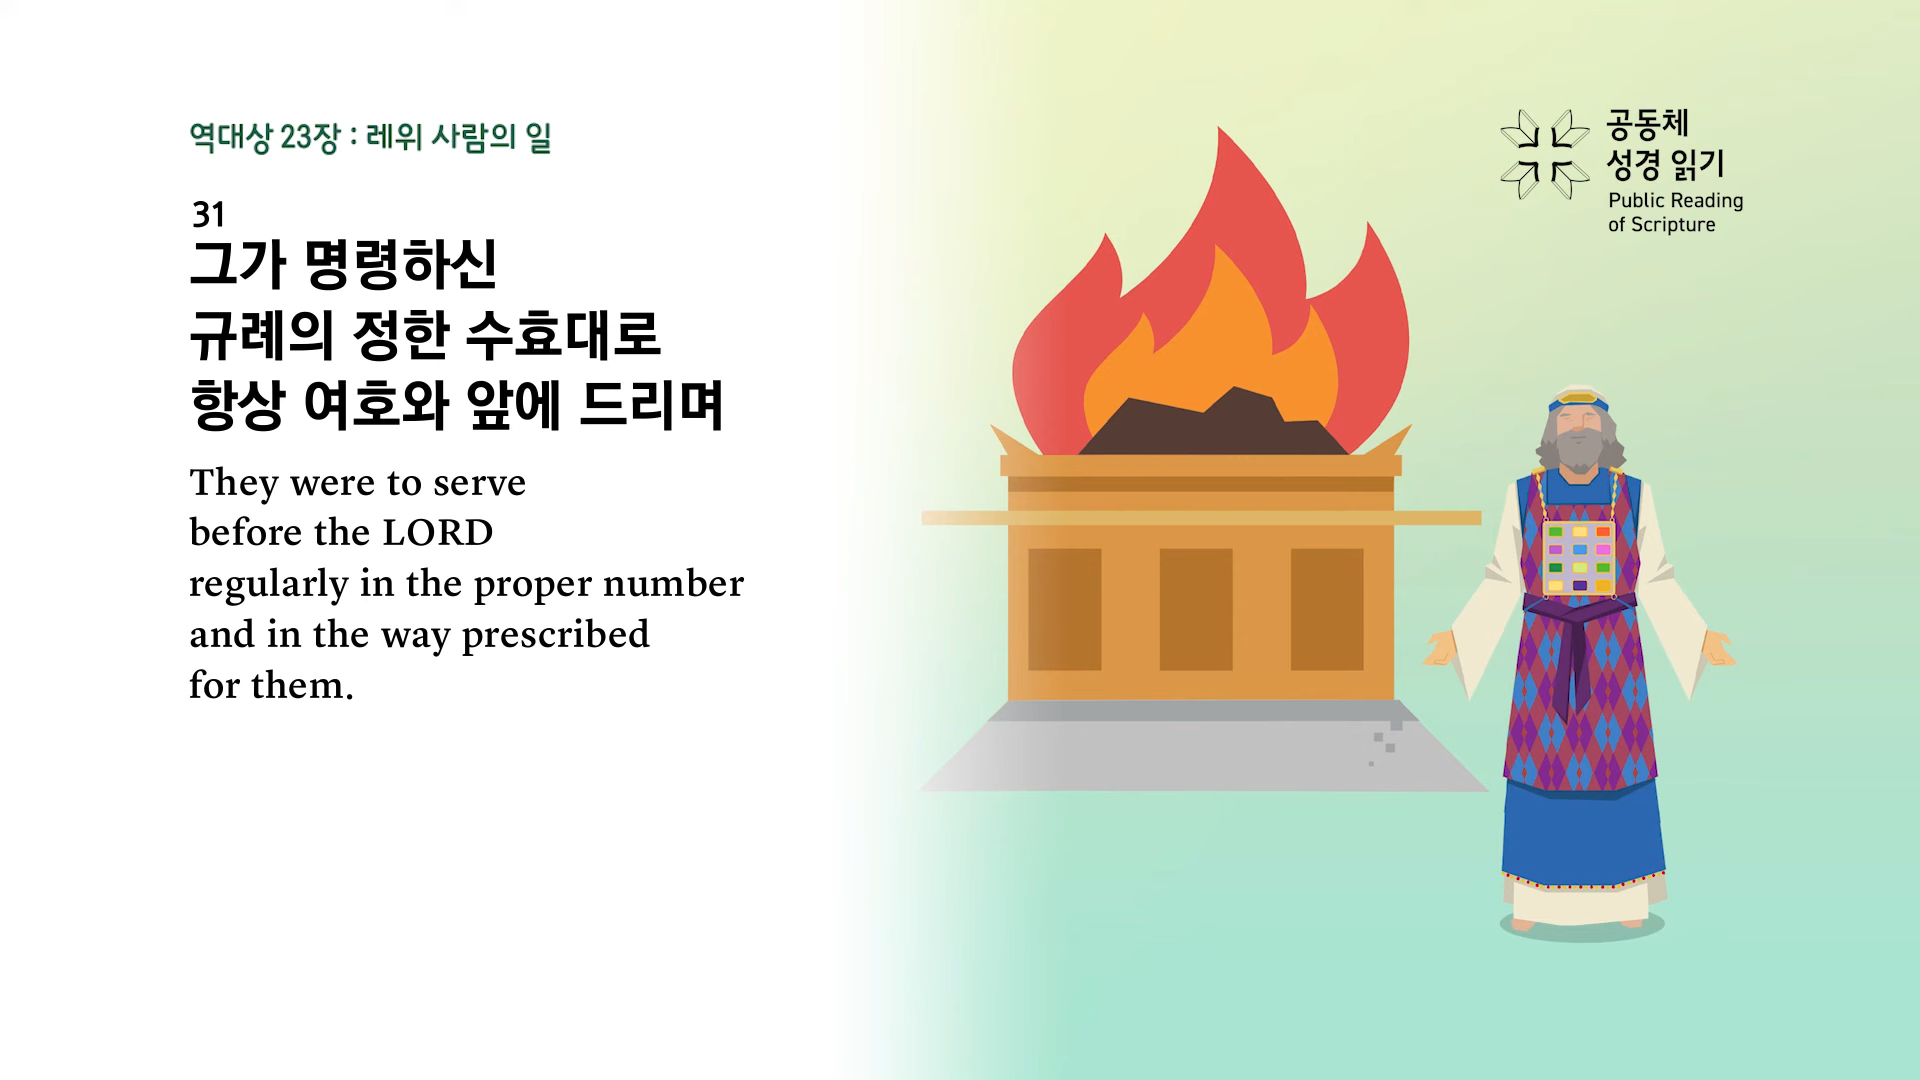 역대상 23장 : 레위 사람의 일
31
그가 명령하신
규례의 정한 수효대로
항상 여호와 앞에 드리며
They were to serve
before the LORD
regularly in the proper number
and in the way prescribed
for them.
공동체
성경 읽기
Public Reading
of Scripture